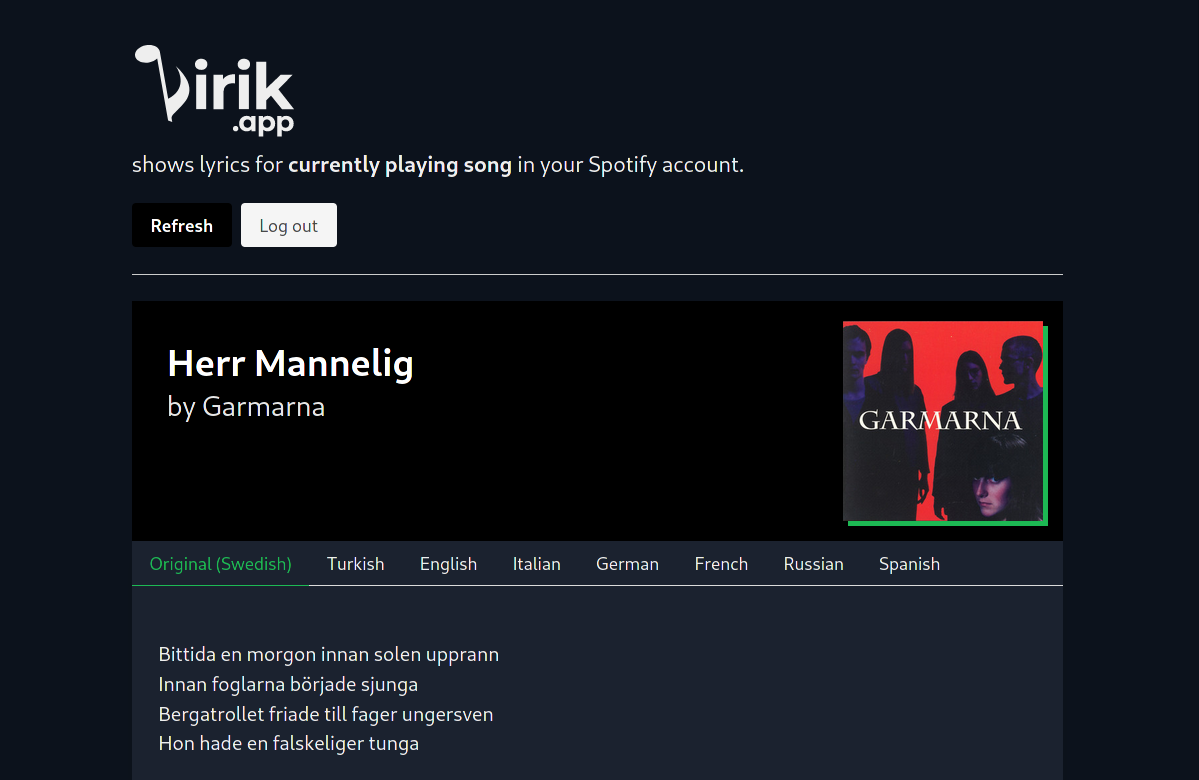 lirik
.app
shows lyrics for currently playing song in your Spotify account.
Refresh Log out
Herr Mannelig
by Garmarna
GARMARNA
Original (Swedish) Turkish English Italian German French Russian Spanish
Bittida en morgon innan solen upprann
Innan foglarna började sjunga
Bergatrollet friade till fager ungersven
Hon hade en falskeliger tunga